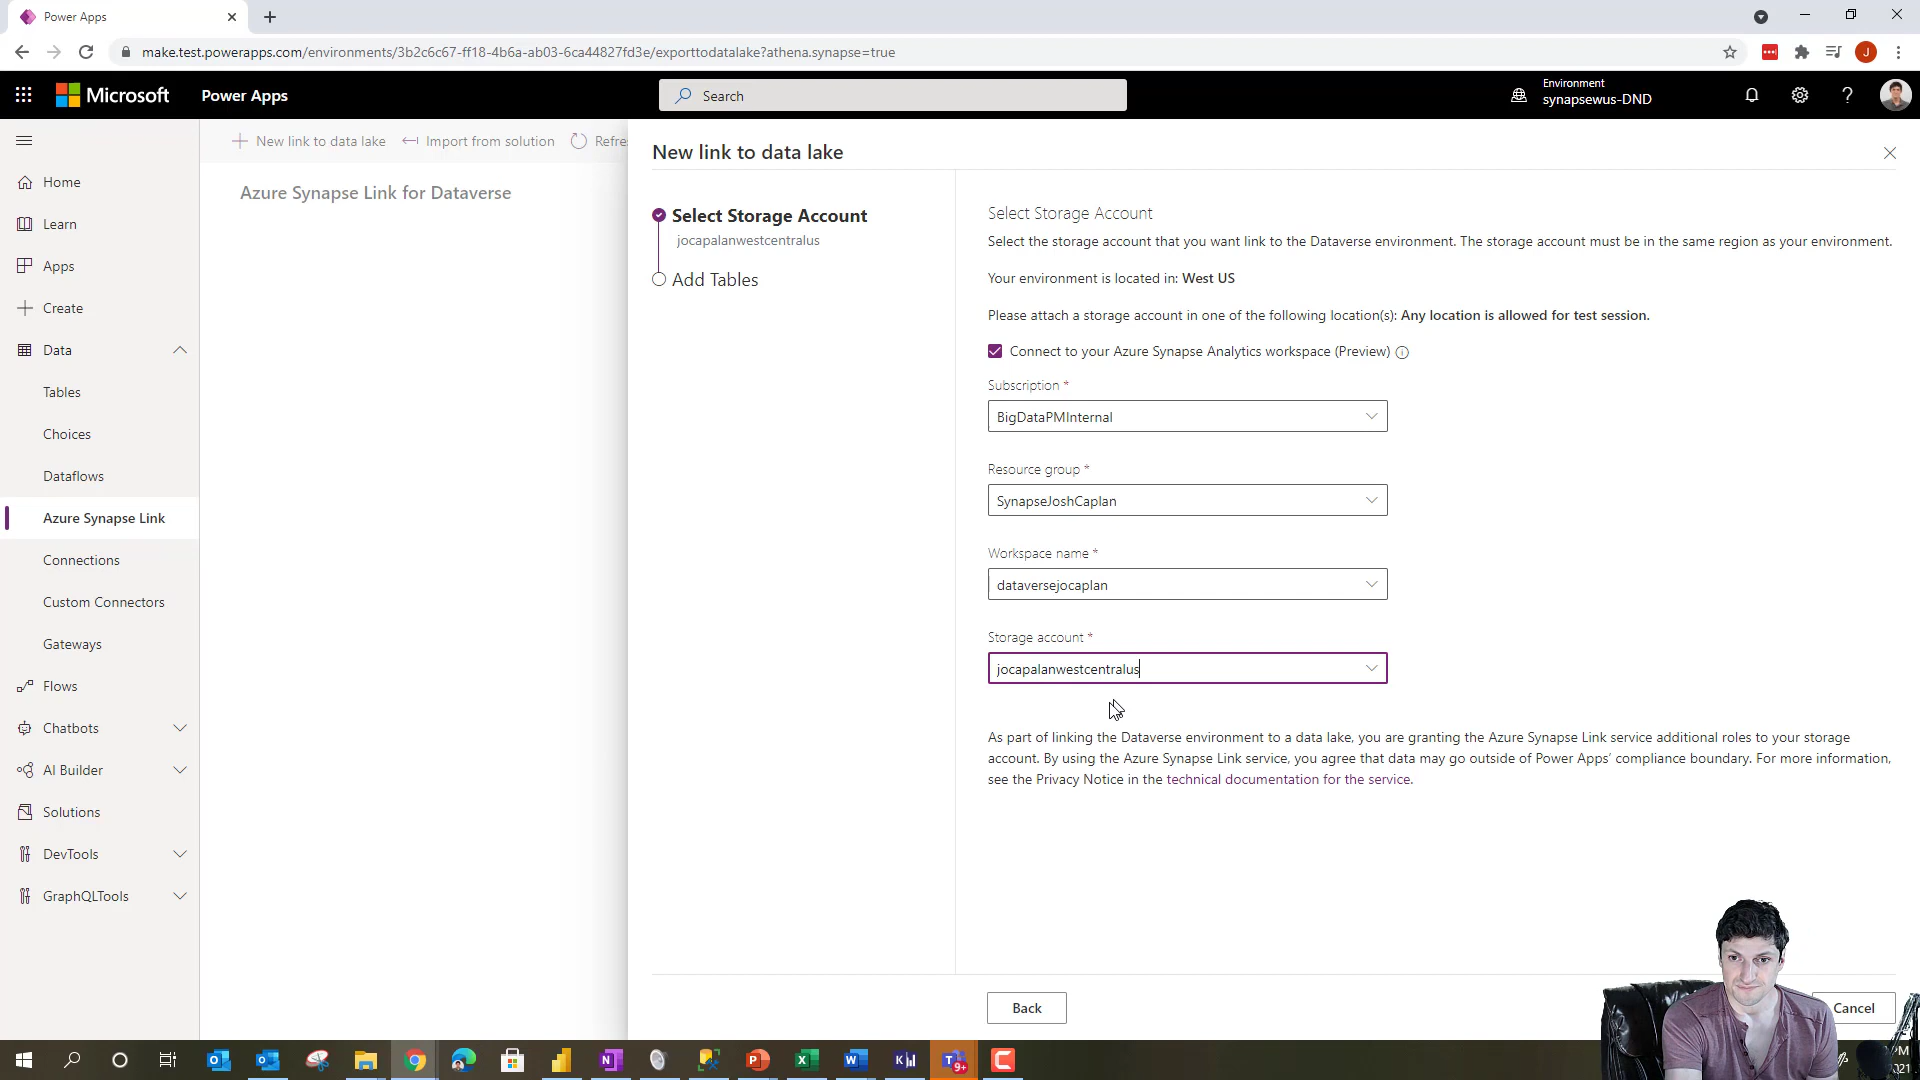 Power Apps
make.test.powerapps.com/environments/3b2c6c67-ff18-4b6a-ab03-6ca44827fd3e/exporttodatalake?athena.synapse=true
J
Microsoft
Power Apps
Search
Environment
synapsewus-DND
New link to data lake
Import from solution
Refre
Azure Synapse Link for Dataverse
Home
Learn
Apps
Create
Data
Tables
Choices
Dataflows
Azure Synapse Link
Connections
Custom Connectors
Gateways
Flows
Chatbots
AI Builder
Solutions
DevTools
GraphQLTools
New link to data lake
Select Storage Account
jocapalanwestcentralus
Add Tables
Select Storage Account
Select the storage account that you want link to the Dataverse environment. The storage account must be in the same region as your environment.
Your environment is located in: West US
Please attach a storage account in one of the following location(s): Any location is allowed for test session.
Connect to your Azure Synapse Analytics workspace (Preview)
Subscription *
BigDataPMInternal
Resource group *
SynapseJoshCaplan
Workspace name *
dataversejocaplan
Storage account *
jocapalanwestcentralus
As part of linking the Dataverse environment to a data lake, you are granting the Azure Synapse Link service additional roles to your storage
account. By using the Azure Synapse Link service, you agree that data may go outside of Power Apps' compliance boundary. For more information,
see the Privacy Notice in the technical documentation for the service.
Back
Cancel
9+
PM
021